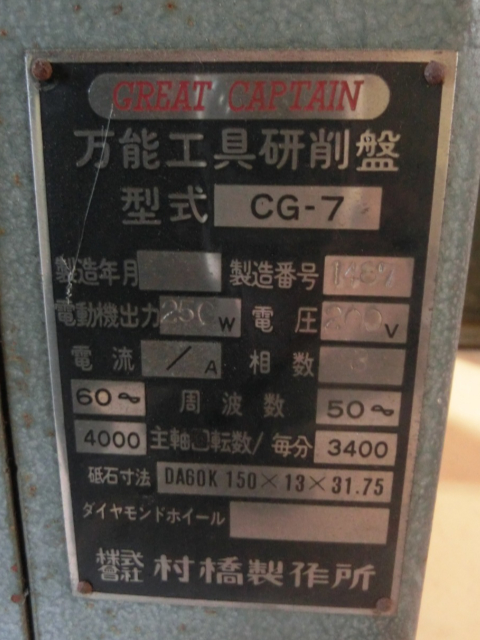 GREAT CAPTAIN
万能工具研削盤
型式 CG-7
製造年月 製造番号
電動機出力 250W 電圧 200V
電流 / A 相数 3
60～ 周波数 50～
4000 主軸回転数/毎分 3400
砥石寸法 DA60K 150×13×31.75
ダイヤモンドホイール
株式会社 村橋製作所